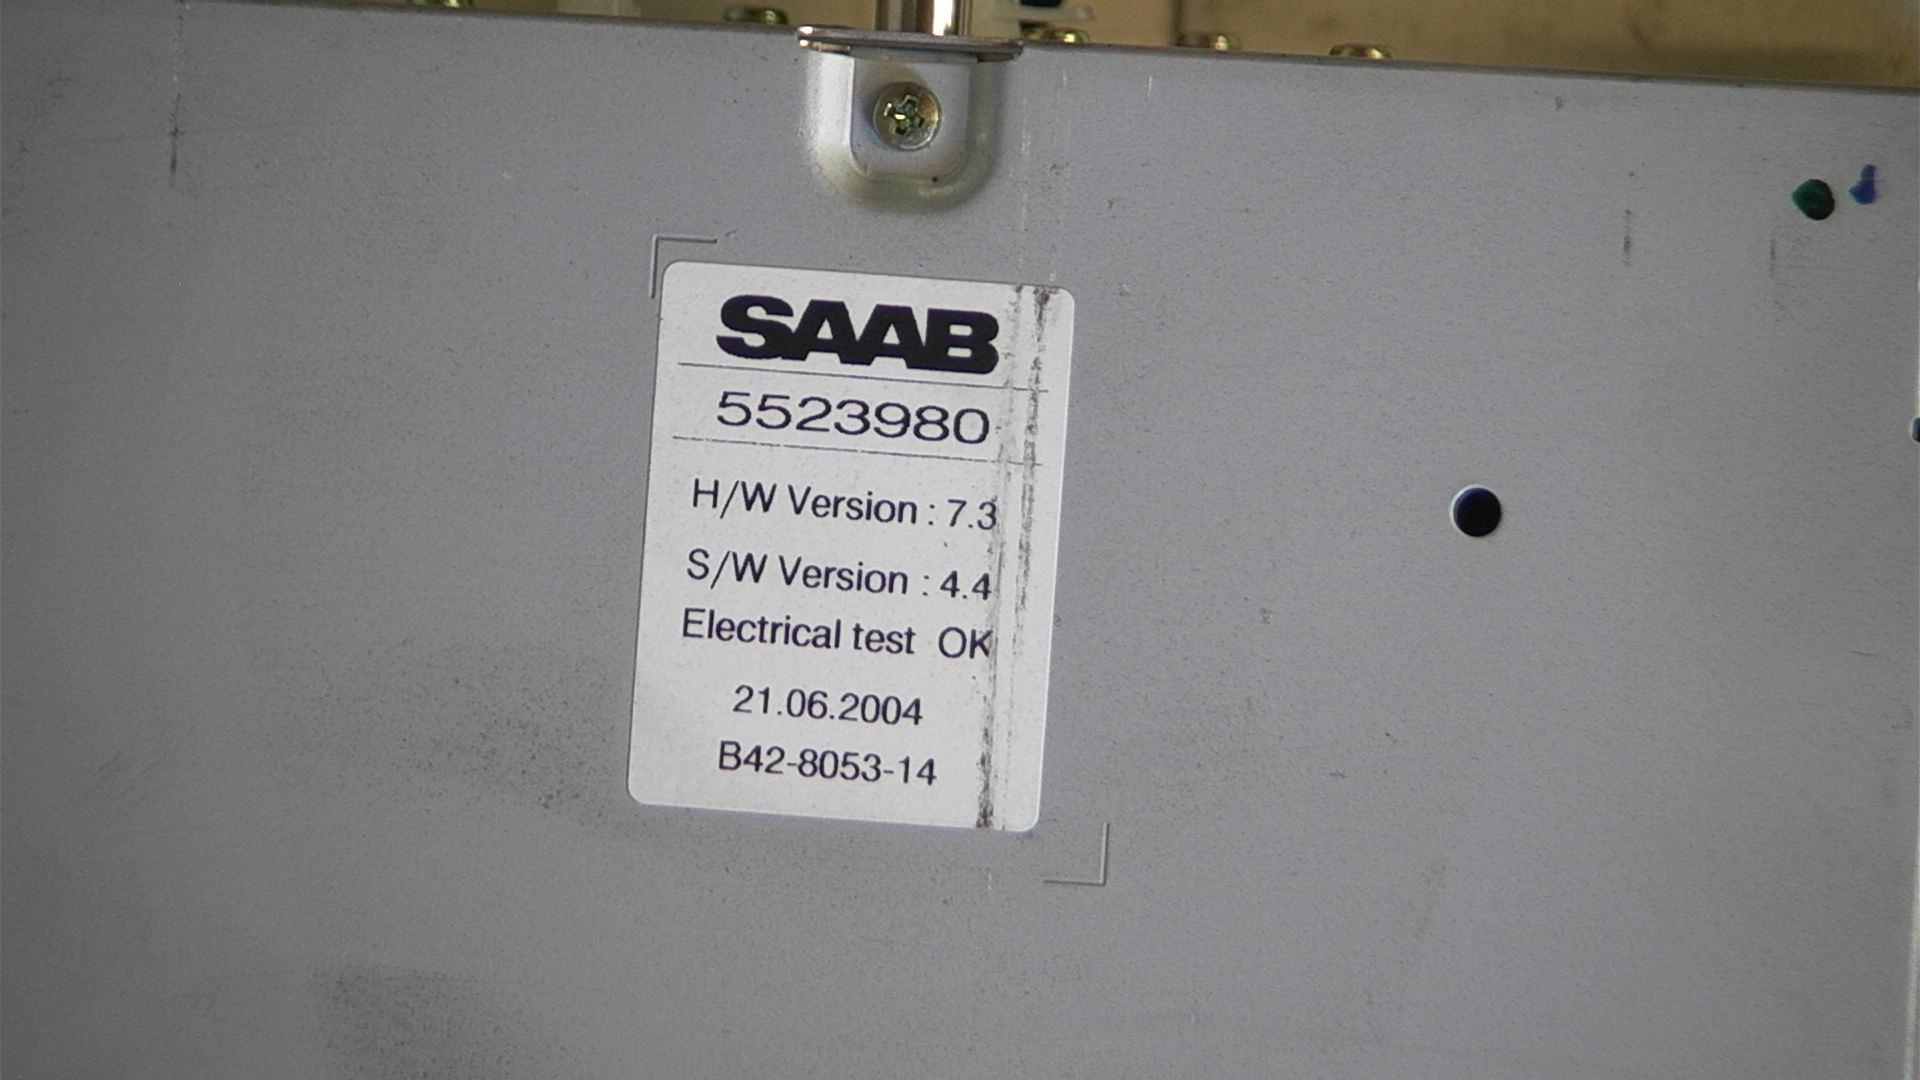 SAAB
5523980
H/W Version : 7.3
S/W Version : 4.4
Electrical test OK
21.06.2004
B42-8053-14